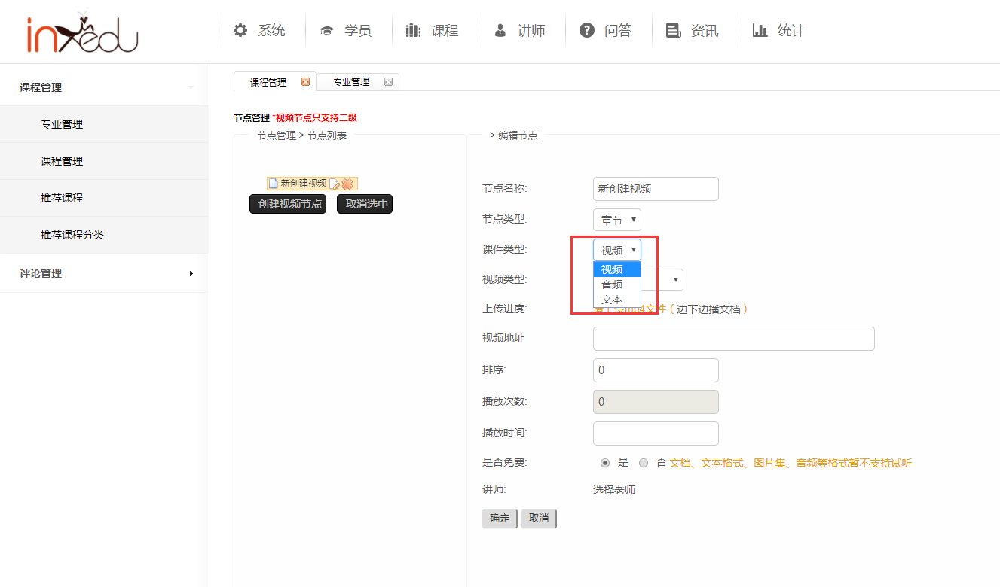 inxedu
系统 学员 课程 讲师 问答 资讯 统计
课程管理
专业管理
课程管理
推荐课程
推荐课程分类
评论管理
课程管理 专业管理
节点管理 *视频节点只支持二级
节点管理 > 节点列表
新创建视频
创建视频节点 取消选中
> 编辑节点
节点名称: 新创建视频
节点类型: 章节
课件类型: 视频
视频
音频
文本
视频类型:
上传进度: 请上传mp4文件 ( 边下边播文档 )
视频地址
排序: 0
播放次数: 0
播放时间:
是否免费: 是 否 文档、文本格式、图片集、音频等格式暂不支持试听
讲师: 选择老师
确定 取消